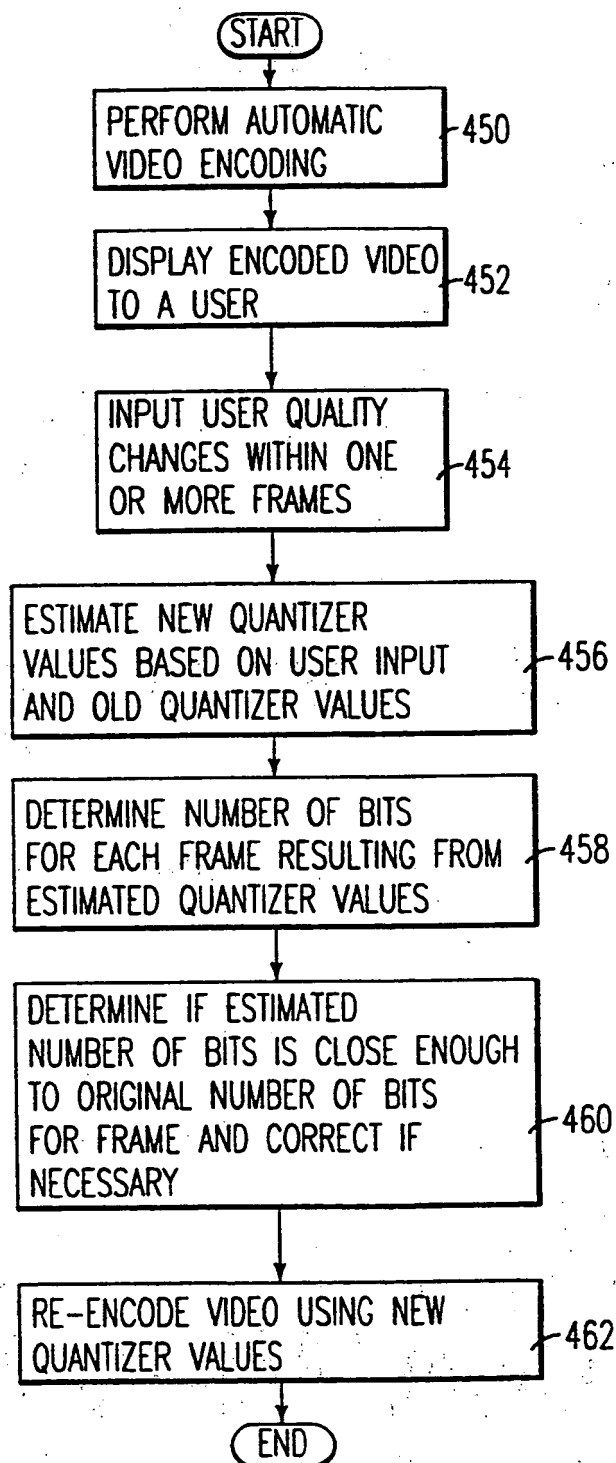 START
PERFORM AUTOMATIC
VIDEO ENCODING
450
DISPLAY ENCODED VIDEO
TO A USER
452
INPUT USER QUALITY
CHANGES WITHIN ONE
OR MORE FRAMES
454
ESTIMATE NEW QUANTIZER
VALUES BASED ON USER INPUT
AND OLD QUANTIZER VALUES
456
DETERMINE NUMBER OF BITS
FOR EACH FRAME RESULTING FROM
ESTIMATED QUANTIZER VALUES
458
DETERMINE IF ESTIMATED
NUMBER OF BITS IS CLOSE ENOUGH
TO ORIGINAL NUMBER OF BITS
FOR FRAME AND CORRECT IF
NECESSARY
460
RE-ENCODE VIDEO USING NEW
QUANTIZER VALUES
462
END